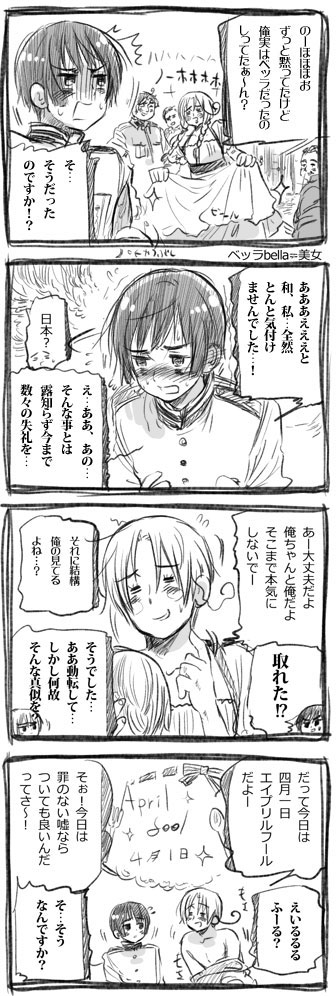 のーほほほお
ずっと黙ってたけど
俺実はベッラだったの
しってたぁ〜ん?
ノーホホホホ
そ…
そうだった
のですか!?
ベッラbella=美女
あああえええと
和、私…全然
とんと気付け
ませんでした…!
日本?
え…ああ、あの…
そんな事とは
露知らず今まで
数々の失礼を…
あー大丈夫だよ
俺ちゃんと俺だよ
そこまで本気に
しないでー
それに結構
俺の見てる
よね…?
取れた!?
そうでした…
ああ動転して…
しかし何故
そんな真似を?
だって今日は
四月一日
エイプリルフール
だよー
April
fool
4月1日
そぉ!今日は
罪のない嘘なら
ついても良いんだ
ってさ〜!
えいるるる
ふーる?
そ…そう
なんですか?